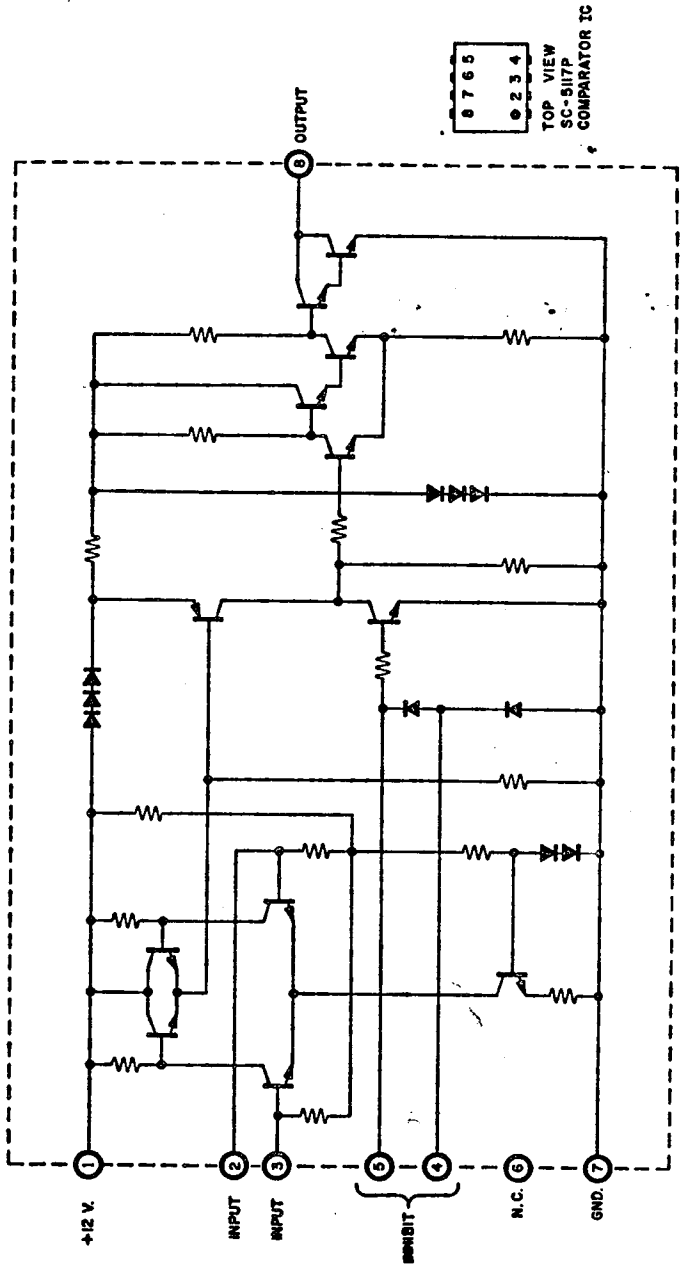 +12 V.
1
INPUT
2
INPUT
3
5
INHIBIT
4
N.C.
6
GND.
7
8
OUTPUT
8 7 6 5
2 3 4
TOP VIEW
SC-5117P
COMPARATOR IC